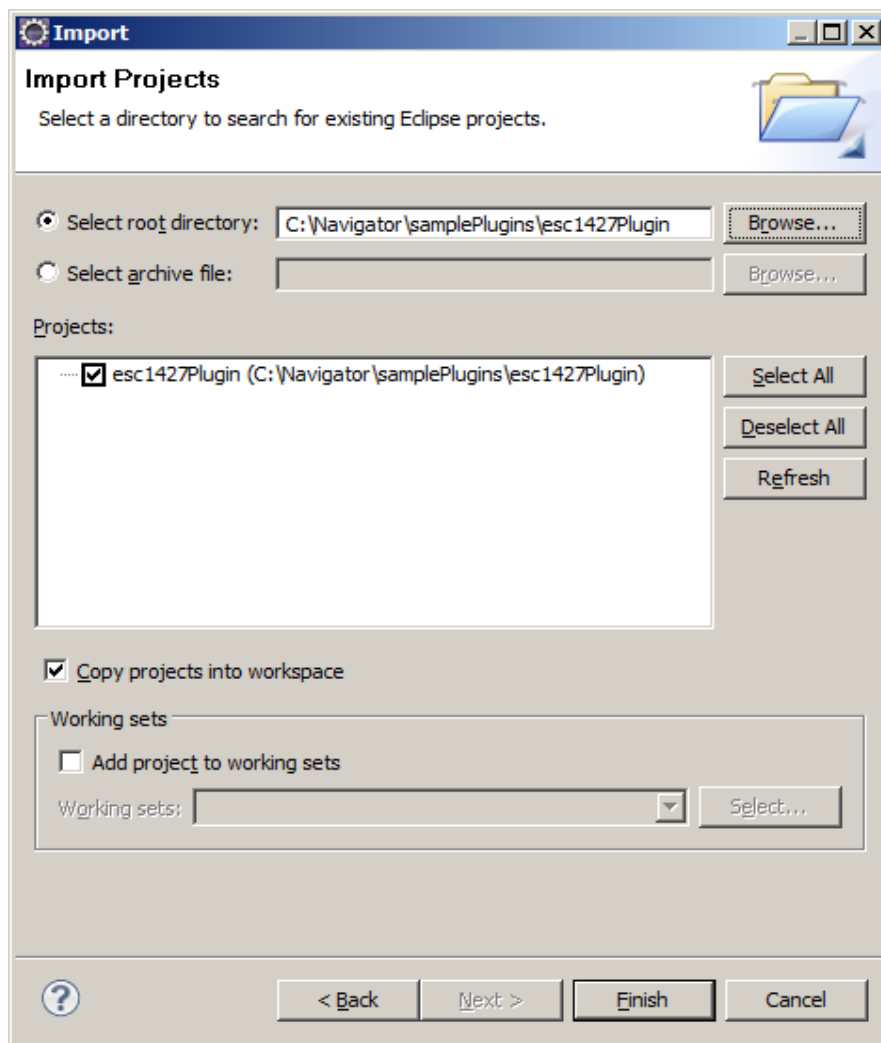 Import
Import Projects
Select a directory to search for existing Eclipse projects.
Select root directory: C:\Navigator\samplePlugins\esc1427Plugin Browse...
Select archive file: Browse...
Projects:
esc1427Plugin (C:\Navigator\samplePlugins\esc1427Plugin) Select All
Deselect All
Refresh
Copy projects into workspace
Working sets
Add project to working sets
Working sets: Select...
? < Back Next > Finish Cancel